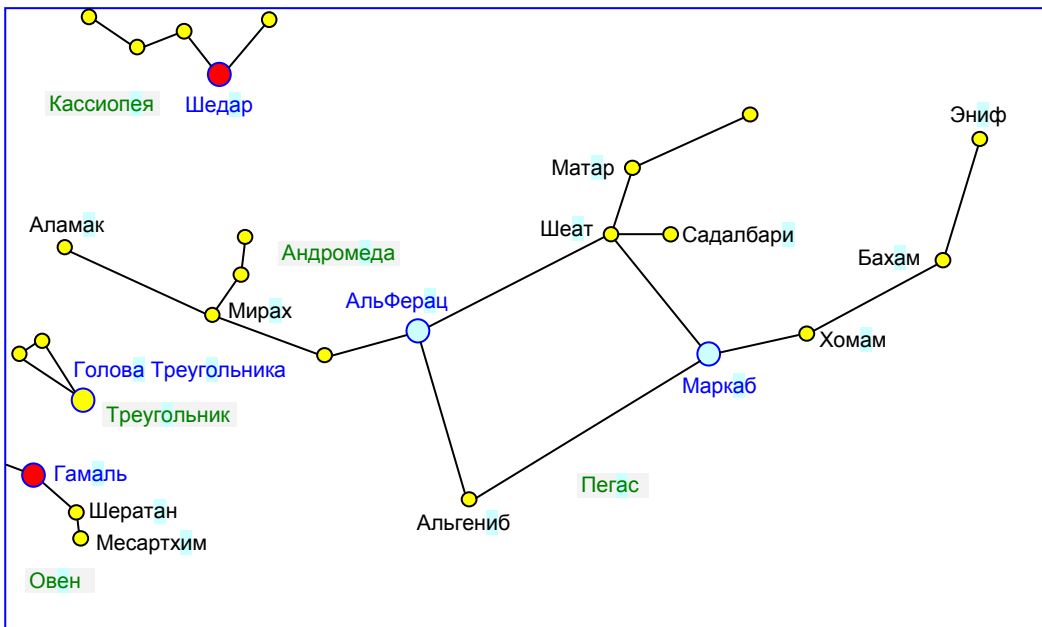 Кассиопея
Шедар
Эниф
Матар
Аламак
Шеат
Садалбари
Андромеда
Бахам
АльФерац
Мирах
Хомам
Голова Треугольника
Маркаб
Треугольник
Гамаль
Пегас
Шератан
Альгениб
Месартхим
Овен